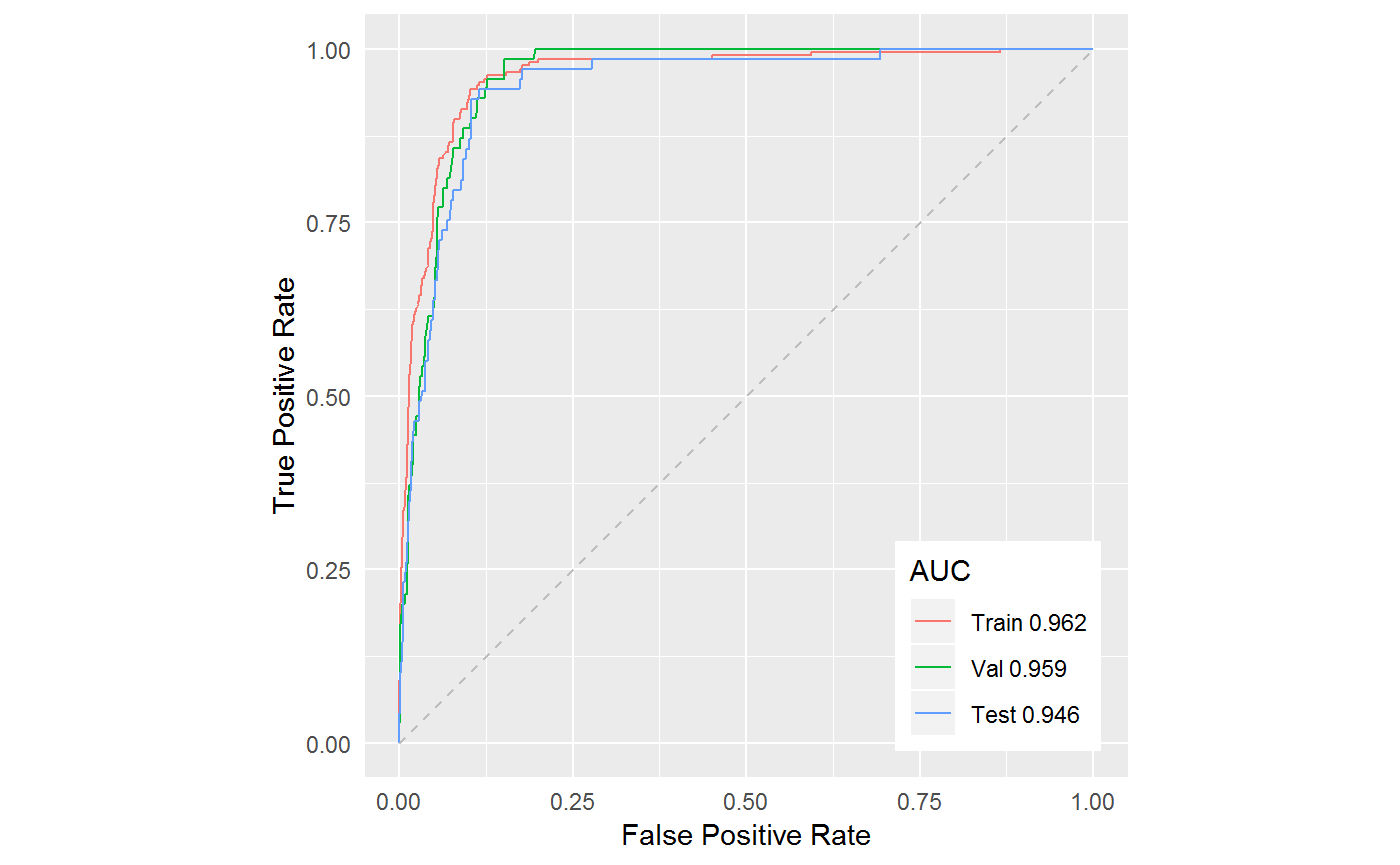 1.00
0.75
0.50
0.25
0.00
True Positive Rate
AUC
Train 0.962
Val 0.959
Test 0.946
0.00 0.25 0.50 0.75 1.00
False Positive Rate